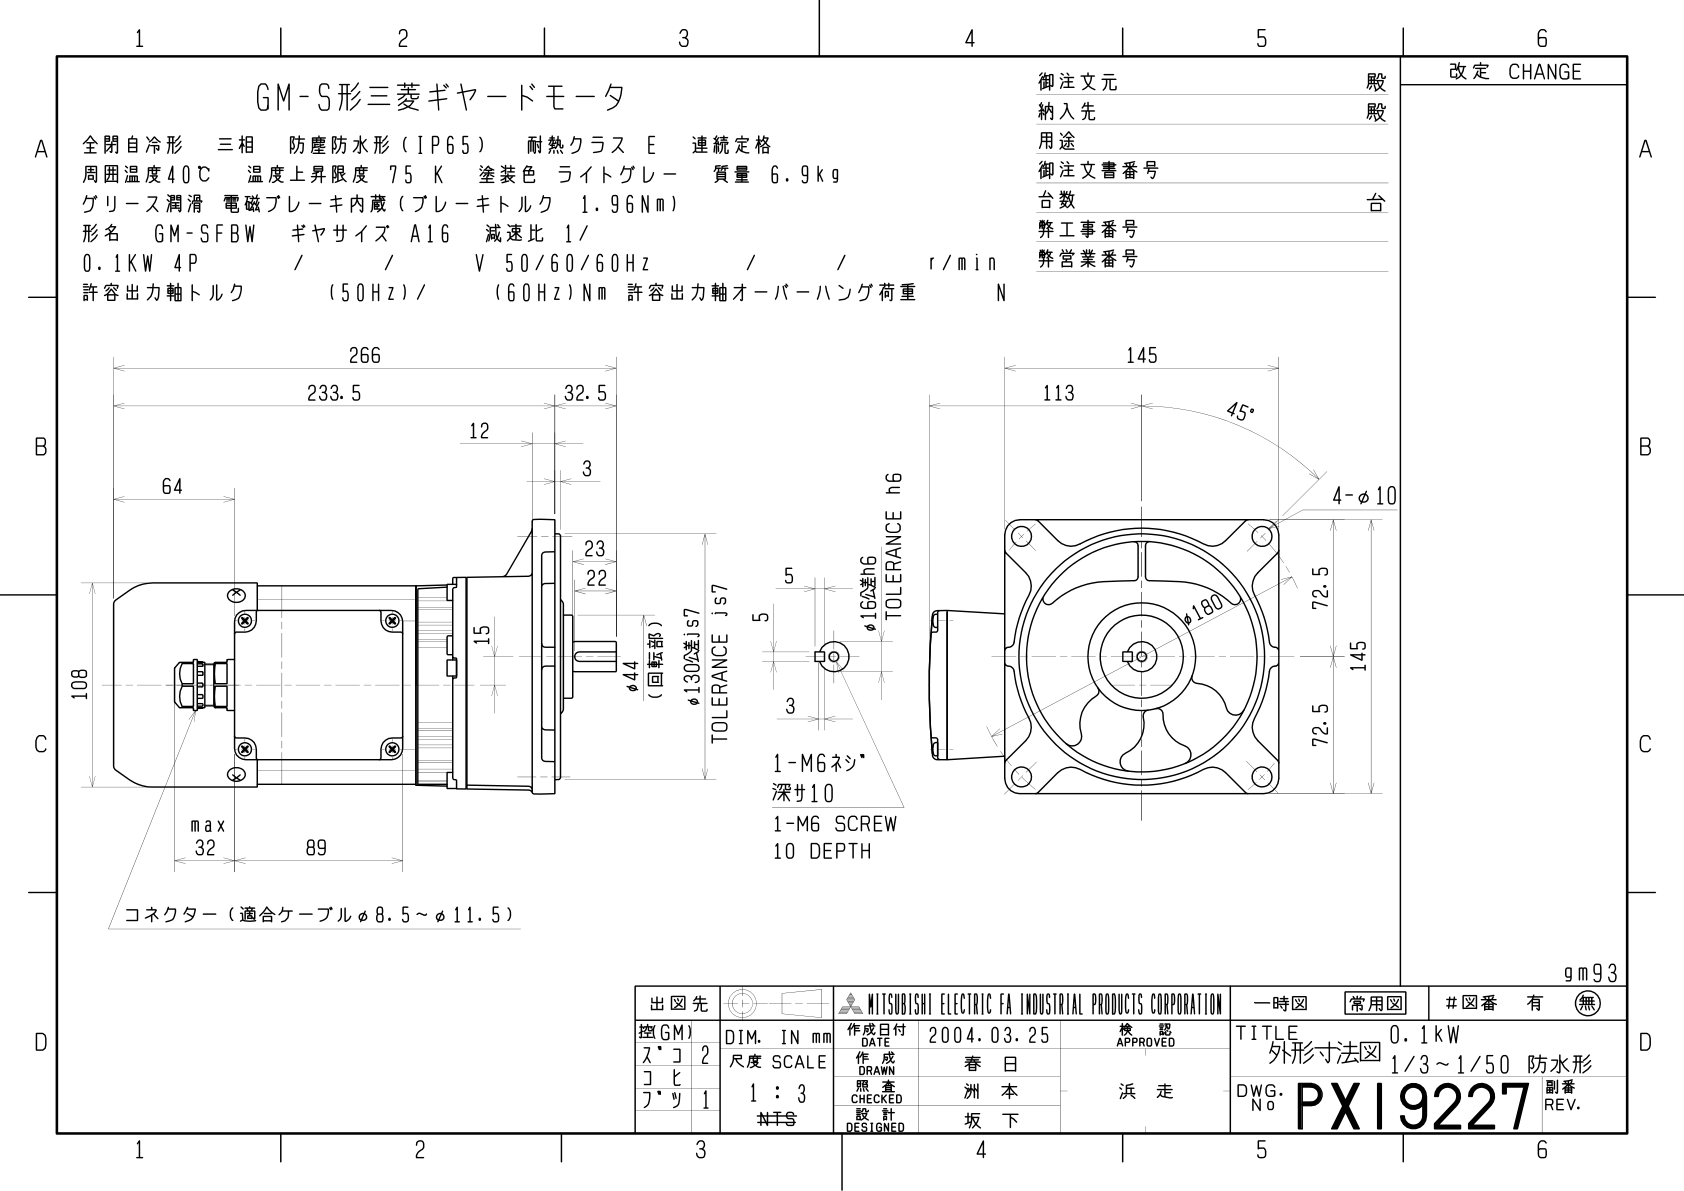 1 2 3 4 5 6
改定 CHANGE
GM-S形三菱ギヤードモータ
全閉自冷形 三相 防塵防水形(IP65) 耐熱クラス E 連続定格
周囲温度40℃ 温度上昇限度 75 K 塗装色 ライトグレー 質量 6.9kg
グリース潤滑 電磁ブレーキ内蔵(ブレーキトルク 1.96Nm)
形名 GM-SFBW ギヤサイズ A16 減速比 1/
0.1KW 4P / / V 50/60/60Hz / / r/min
許容出力軸トルク (50Hz)/ (60Hz)Nm 許容出力軸オーバーハング荷重 N
御注文元 殿
納入先 殿
用途
御注文書番号
台数 台
弊工事番号
弊営業番号
A
A
B
B
C
C
D
D
266
233.5
32.5
12
3
64
23
22
15
108
φ44
(回転部)
φ130公差js7
TOLERANCE js7
max
32
89
コネクター(適合ケーブルφ8.5~φ11.5)
5
5
3
φ16公差h6
TOLERANCE h6
1-M6ネジ
深サ10
1-M6 SCREW
10 DEPTH
145
113
45°
4-φ10
φ180
72.5
72.5
145
gm93
出図先
控(GM)
ズコ 2
コヒ
ブツ 1
DIM. IN mm
尺度 SCALE
1 : 3
NTS
MITSUBISHI ELECTRIC FA INDUSTRIAL PRODUCTS CORPORATION
作成日付
DATE
2004.03.25
検 認
APPROVED
作 成
DRAWN
春 日
照 査
CHECKED
洲 本
浜 走
設 計
DESIGNED
坂 下
一時図 常用図 #図番 有 無
TITLE
外形寸法図
0.1kW
1/3~1/50 防水形
DWG.
No
PX19227
副番
REV.
1 2 3 4 5 6